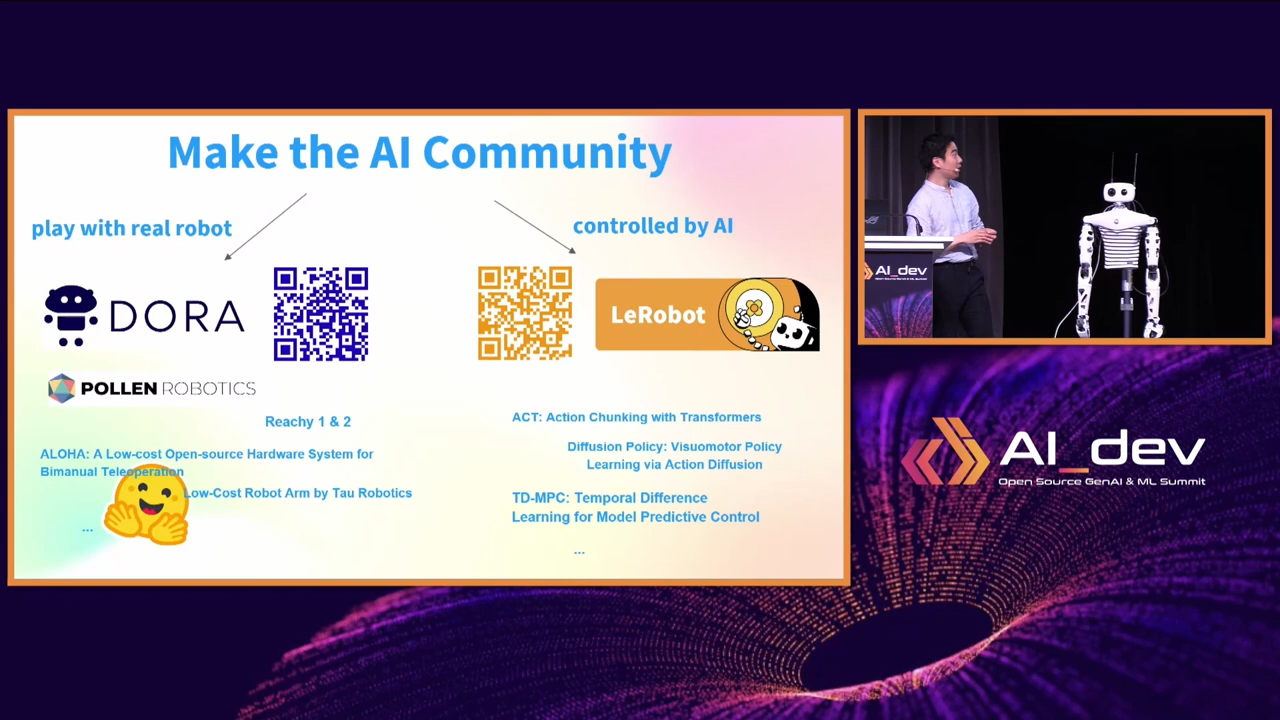 Make the AI Community
play with real robot
controlled by AI
DORA
LeRobot
POLLEN ROBOTICS
Reachy 1 & 2
ALOHA: A Low-cost Open-source Hardware System for
Bimanual Teleoperation
Low-Cost Robot Arm by Tau Robotics
...
ACT: Action Chunking with Transformers
Diffusion Policy: Visuomotor Policy
Learning via Action Diffusion
TD-MPC: Temporal Difference
Learning for Model Predictive Control
...
AI_dev
AI_dev
Open Source GenAI & ML Summit